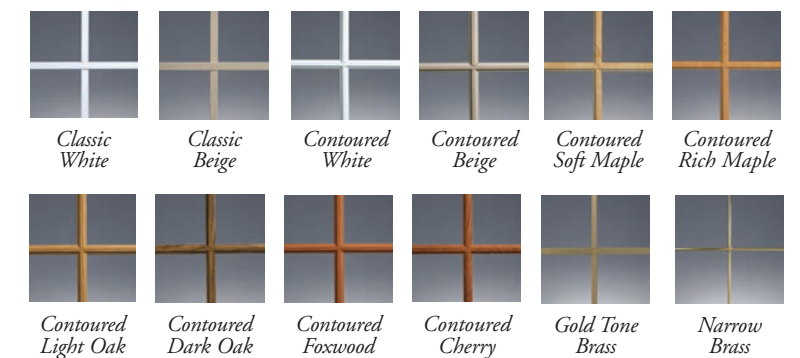 Classic
White
Classic
Beige
Contoured
White
Contoured
Beige
Contoured
Soft Maple
Contoured
Rich Maple
Contoured
Light Oak
Contoured
Dark Oak
Contoured
Foxwood
Contoured
Cherry
Gold Tone
Brass
Narrow
Brass